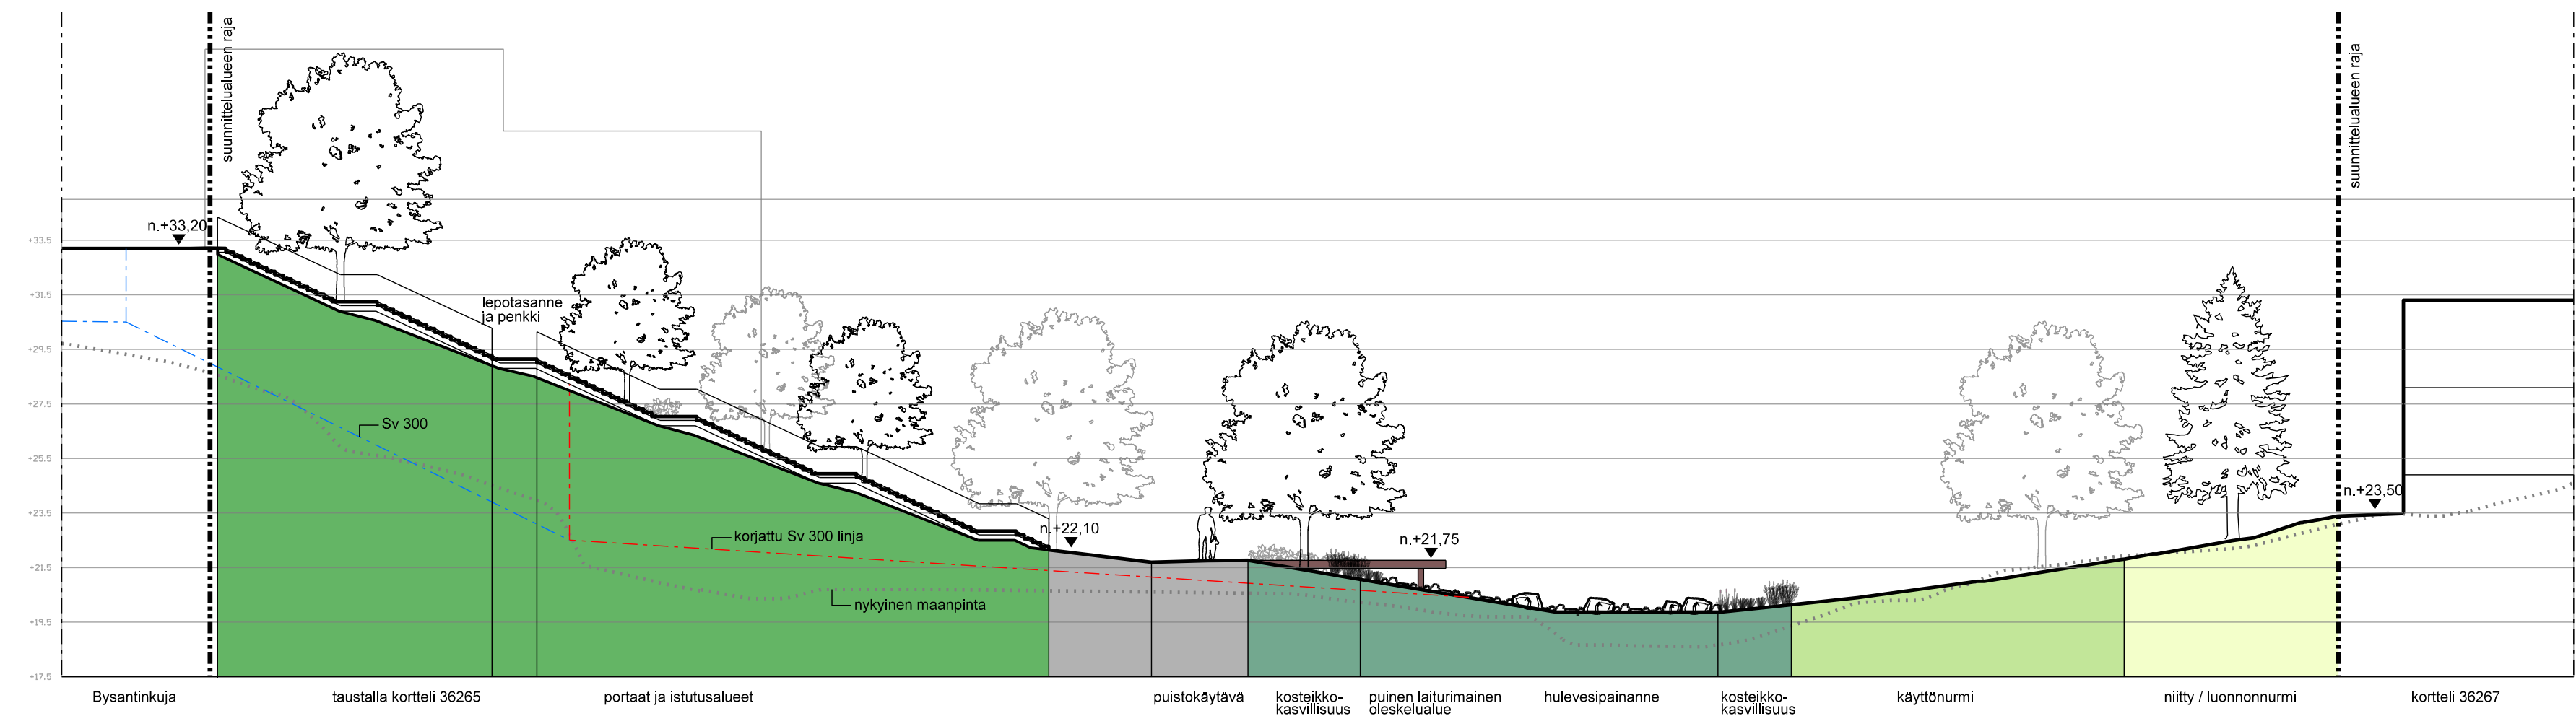 suunnittelualueen raja
suunnittelualueen raja
n.+33,20
+33.5
+31.5
+29.5
+27.5
+25.5
+23.5
+21.5
+19.5
+17.5
lepotasanne
ja penkki
Sv 300
korjattu Sv 300 linja
nykyinen maanpinta
n.+22,10
n.+21,75
n.+23,50
Bysantinkuja
taustalla kortteli 36265
portaat ja istutusalueet
puistokäytävä
kosteikko-
kasvillisuus
puinen laiturimainen
oleskelualue
hulevesipainanne
kosteikko-
kasvillisuus
käyttönurmi
niitty / luonnonnurmi
kortteli 36267